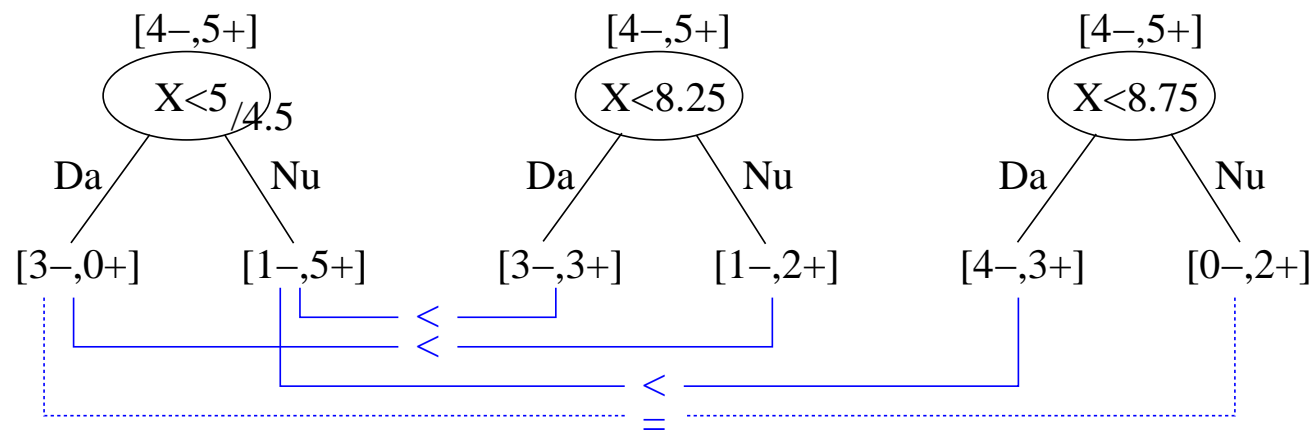 [4−,5+] [4−,5+] [4−,5+]
X<5/4.5 X<8.25 X<8.75
Da Nu Da Nu Da Nu
[3−,0+] [1−,5+] [3−,3+] [1−,2+] [4−,3+] [0−,2+]
<
<
<
=